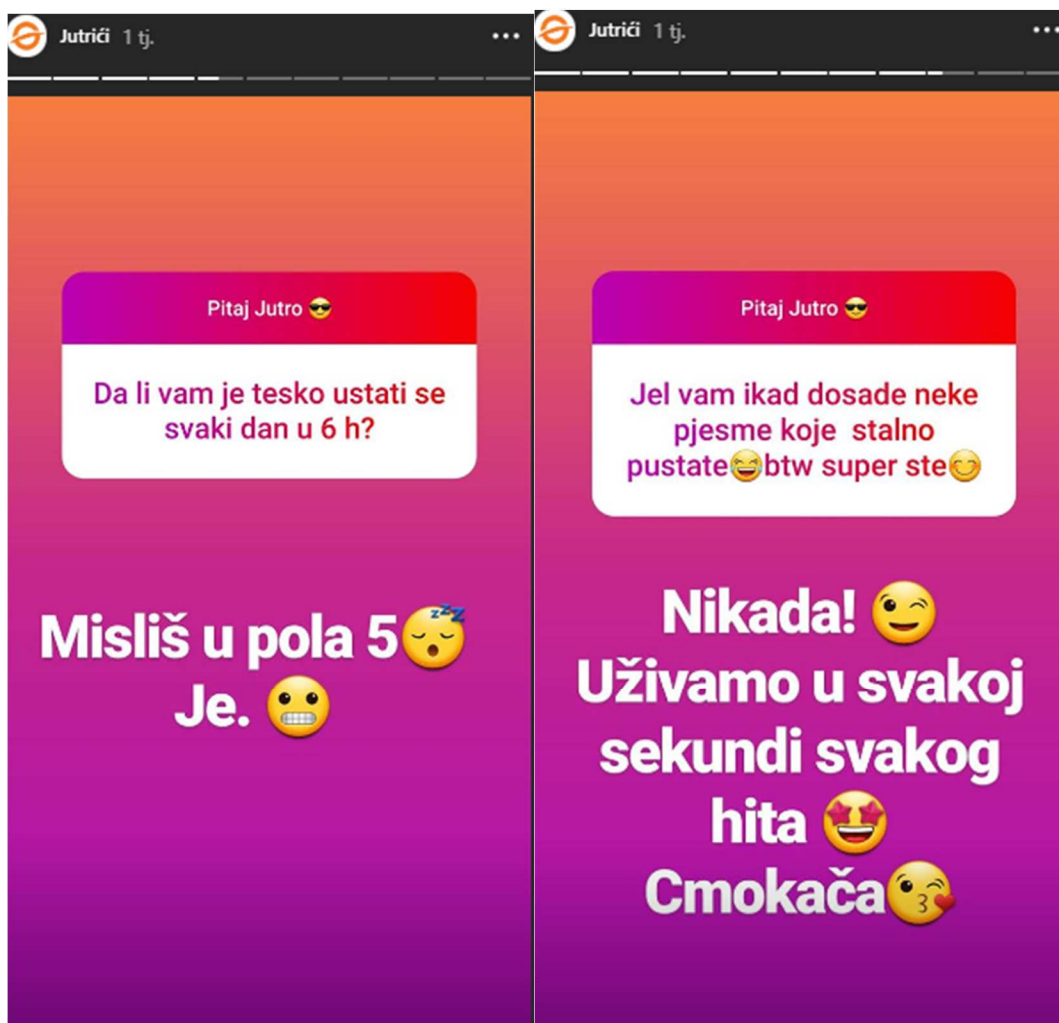 Jutrići 1 tj.
Pitaj Jutro 😎
Da li vam je tesko ustati se
svaki dan u 6 h?
Misliš u pola 5😴
Je. 😬
Jutrići 1 tj.
Pitaj Jutro 😎
Jel vam ikad dosade neke
pjesme koje stalno
pustate😂btw super ste😊
Nikada! 😉
Uživamo u svakoj
sekundi svakog
hita 🤩
Cmokača😘